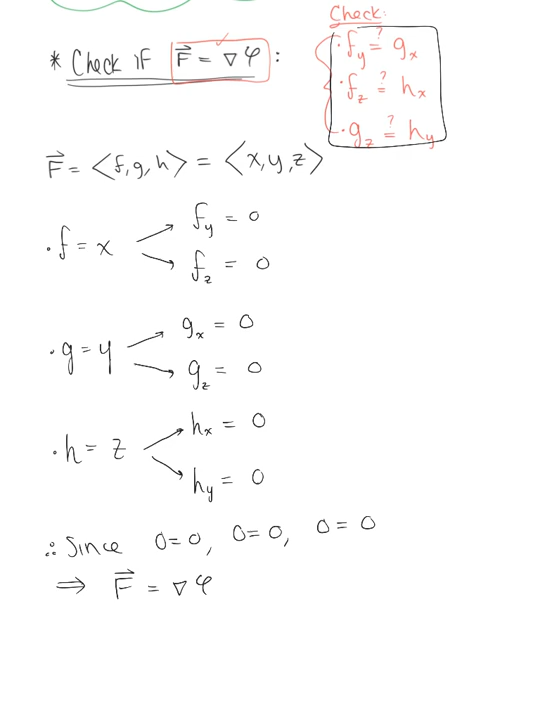 Check:
* Check if F⃗ = ∇φ :
· f_y ≟ g_x
· f_z ≟ h_x
· g_z ≟ h_y
F⃗ = <f,g,h> = <x,y,z>
f_y = 0
· f = x
f_z = 0
g_x = 0
· g = y
g_z = 0
h_x = 0
· h = z
h_y = 0
∴ Since 0=0, 0=0, 0=0
⇒ F⃗ = ∇φ